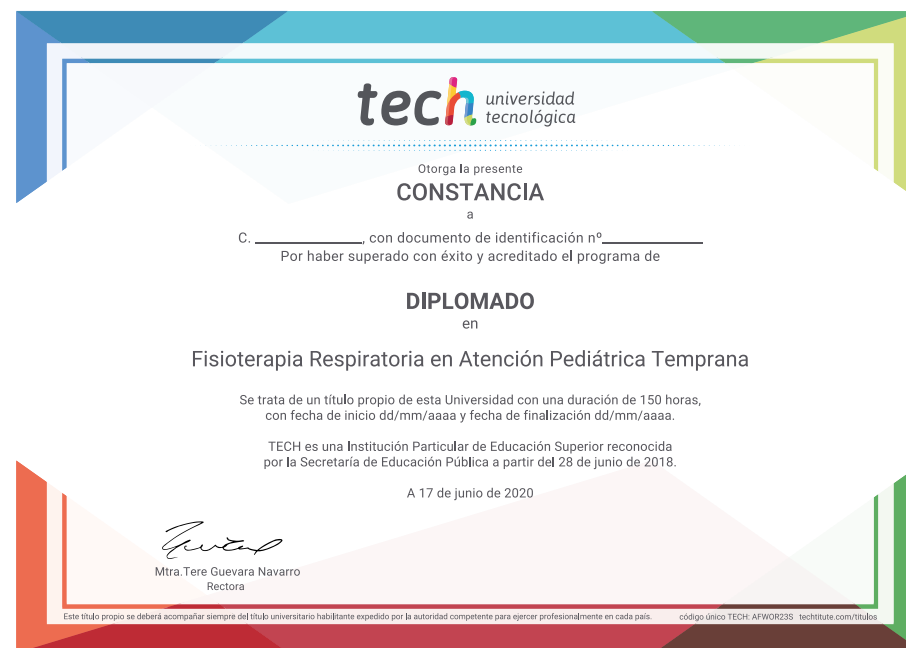 tech universidad
tecnológica
Otorga la presente
CONSTANCIA
a
C. ____________, con documento de identificación nº____________
Por haber superado con éxito y acreditado el programa de
DIPLOMADO
en
Fisioterapia Respiratoria en Atención Pediátrica Temprana
Se trata de un título propio de esta Universidad con una duración de 150 horas,
con fecha de inicio dd/mm/aaaa y fecha de finalización dd/mm/aaaa.
TECH es una Institución Particular de Educación Superior reconocida
por la Secretaría de Educación Pública a partir del 28 de junio de 2018.
A 17 de junio de 2020
Mtra.Tere Guevara Navarro
Rectora
Este título propio se deberá acompañar siempre del título universitario habilitante expedido por la autoridad competente para ejercer profesionalmente en cada país. código único TECH: AFWOR23S techtitute.com/titulos